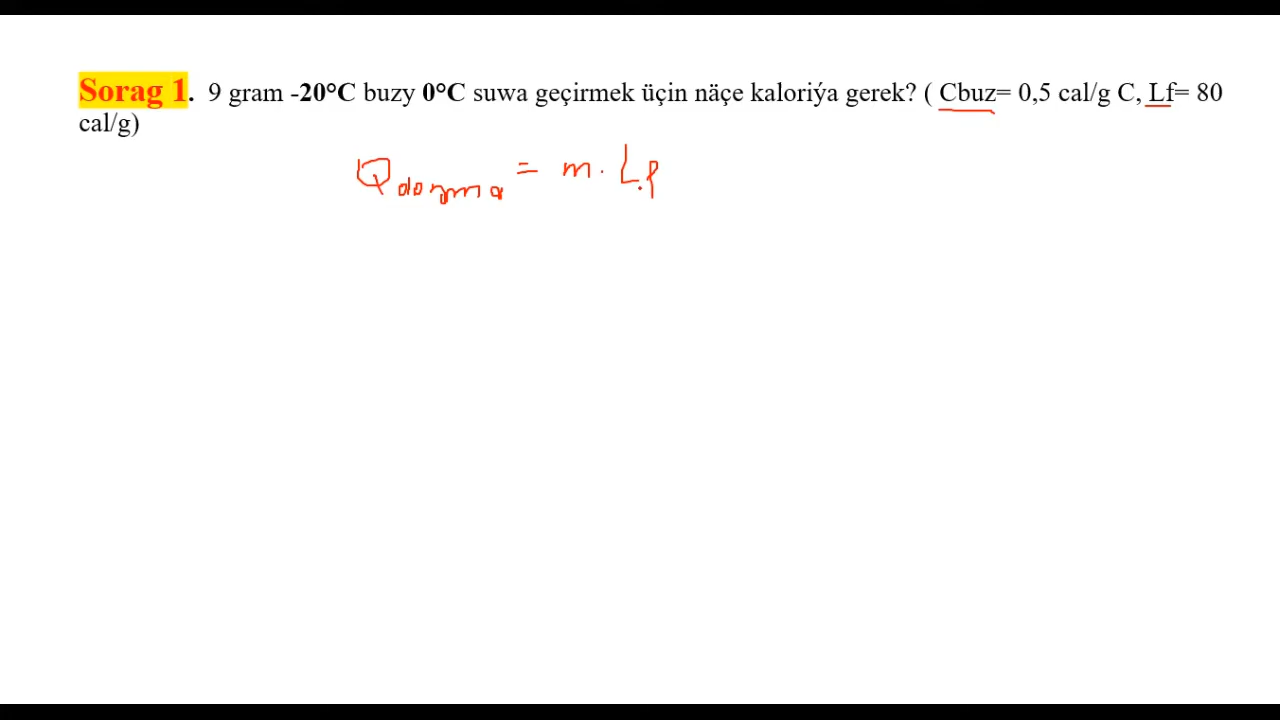 Sorag 1. 9 gram -20°C buzy 0°C suwa geçirmek üçin näçe kaloriýa gerek? ( Cbuz= 0,5 cal/g C, Lf= 80
cal/g)
Qdoňma = m. L.f